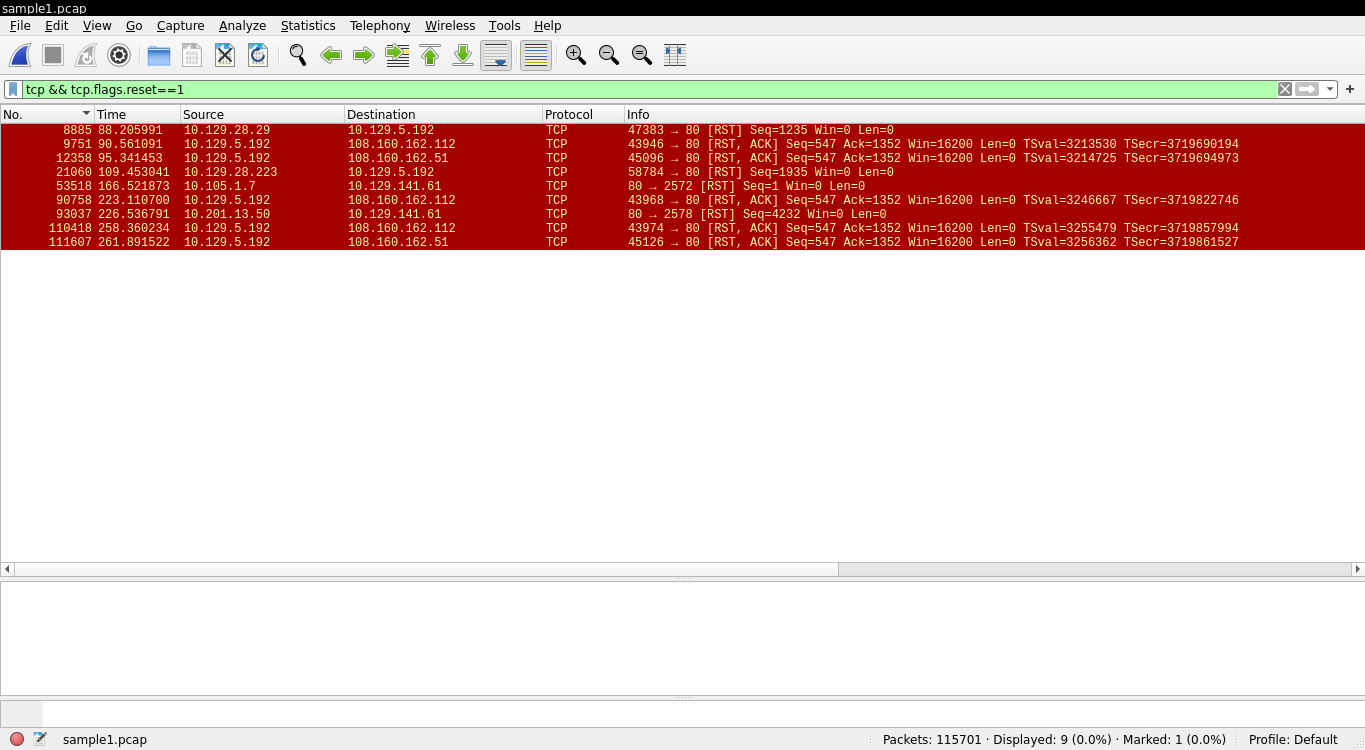 sample1.pcap
File Edit View Go Capture Analyze Statistics Telephony Wireless Tools Help
tcp && tcp.flags.reset==1
No. Time Source Destination Protocol Info
8885 88.205991 10.129.28.29 10.129.5.192 TCP 47383 → 80 [RST] Seq=1235 Win=0 Len=0
9751 90.561091 10.129.5.192 108.160.162.112 TCP 43946 → 80 [RST, ACK] Seq=547 Ack=1352 Win=16200 Len=0 TSval=3213530 TSecr=3719690194
12358 95.341453 10.129.5.192 108.160.162.51 TCP 45096 → 80 [RST, ACK] Seq=547 Ack=1352 Win=16200 Len=0 TSval=3214725 TSecr=3719694973
21060 109.453041 10.129.28.223 10.129.5.192 TCP 58784 → 80 [RST] Seq=1935 Win=0 Len=0
53518 166.521873 10.105.1.7 10.129.141.61 TCP 80 → 2572 [RST] Seq=1 Win=0 Len=0
90758 223.110700 10.129.5.192 108.160.162.112 TCP 43968 → 80 [RST, ACK] Seq=547 Ack=1352 Win=16200 Len=0 TSval=3246667 TSecr=3719822746
93037 226.536791 10.201.13.50 10.129.141.61 TCP 80 → 2578 [RST] Seq=4232 Win=0 Len=0
110418 258.360234 10.129.5.192 108.160.162.112 TCP 43974 → 80 [RST, ACK] Seq=547 Ack=1352 Win=16200 Len=0 TSval=3255479 TSecr=3719857994
111607 261.891522 10.129.5.192 108.160.162.51 TCP 45126 → 80 [RST, ACK] Seq=547 Ack=1352 Win=16200 Len=0 TSval=3256362 TSecr=3719861527
sample1.pcap Packets: 115701 · Displayed: 9 (0.0%) · Marked: 1 (0.0%) Profile: Default